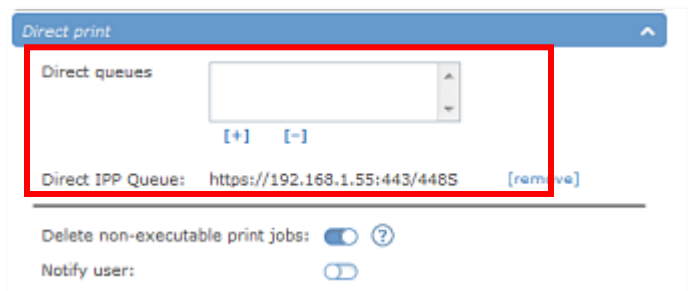 Direct print
Direct queues
[+] [-]
Direct IPP Queue: https://192.168.1.55:443/448S [remove]
Delete non-executable print jobs: ?
Notify user: